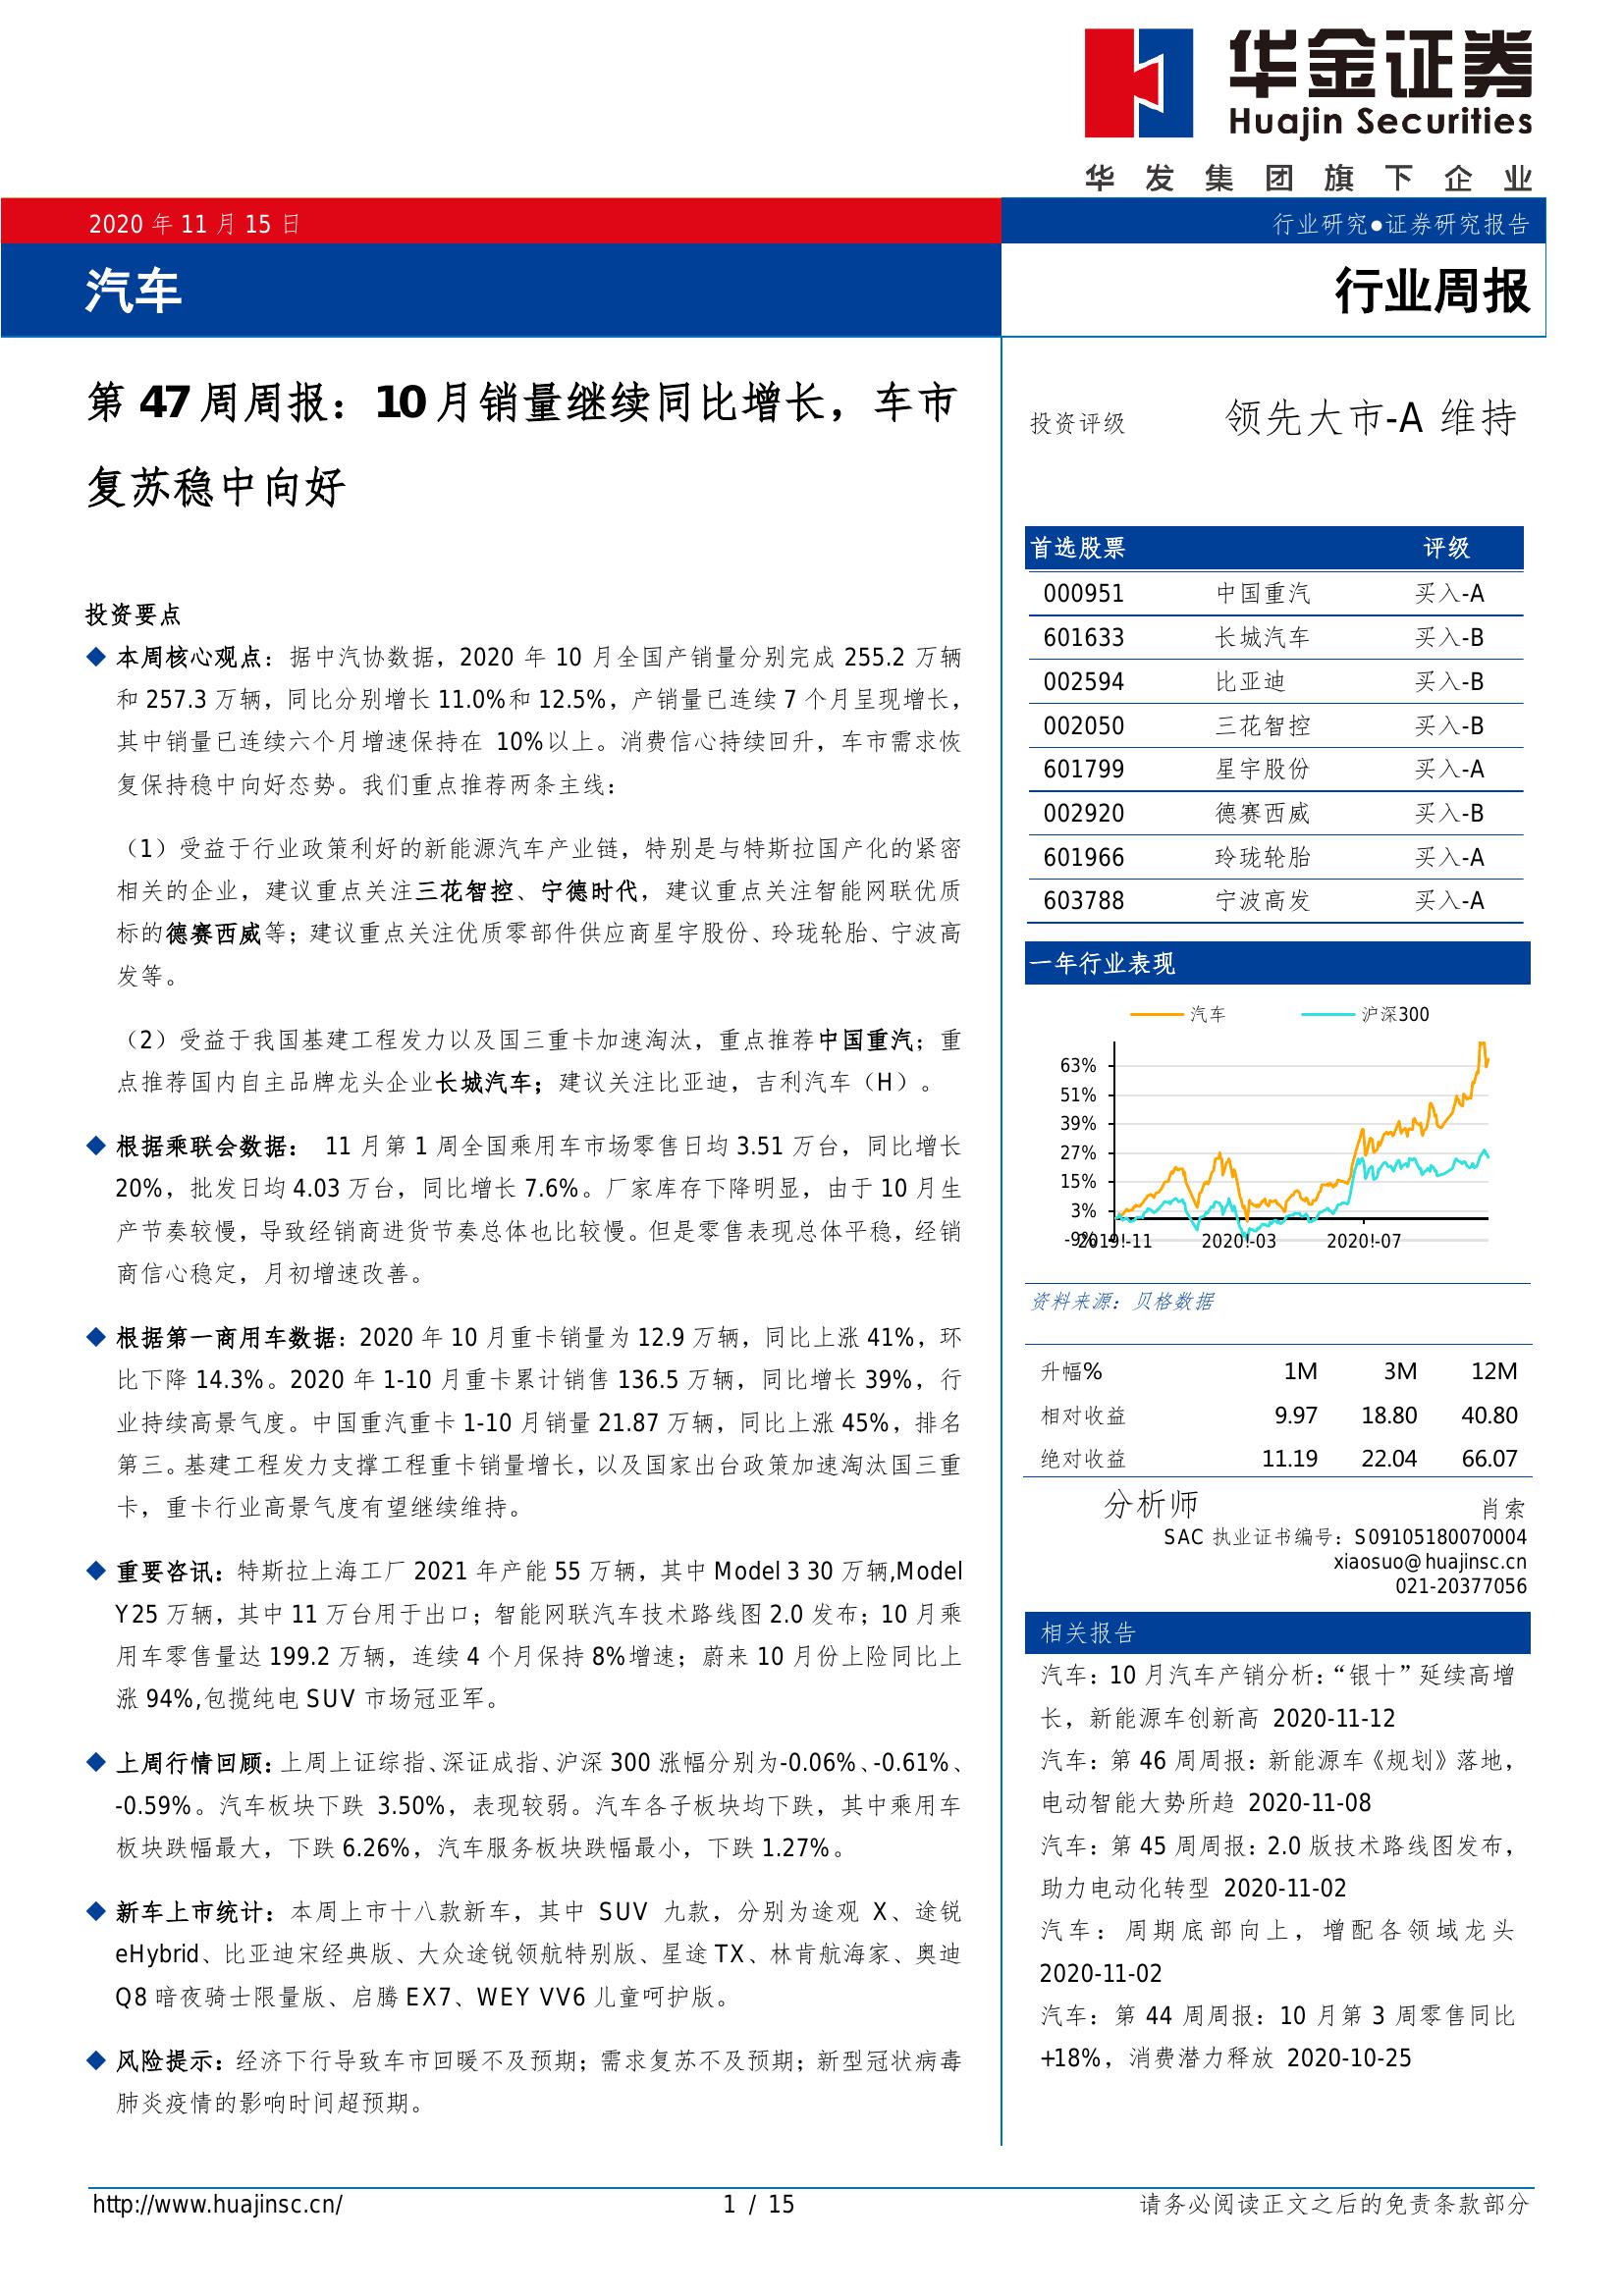 华金证券
Huajin Securities
华发集团旗下企业
2020 年 11 月 15 日
行业研究●证券研究报告
汽车
行业周报
第 47 周周报：10 月销量继续同比增长，车市
复苏稳中向好
投资要点
◆ 本周核心观点：据中汽协数据，2020 年 10 月全国产销量分别完成 255.2 万辆
和 257.3 万辆，同比分别增长 11.0%和 12.5%，产销量已连续 7 个月呈现增长，
其中销量已连续六个月增速保持在 10%以上。消费信心持续回升，车市需求恢
复保持稳中向好态势。我们重点推荐两条主线：
（1）受益于行业政策利好的新能源汽车产业链，特别是与特斯拉国产化的紧密
相关的企业，建议重点关注三花智控、宁德时代，建议重点关注智能网联优质
标的德赛西威等；建议重点关注优质零部件供应商星宇股份、玲珑轮胎、宁波高
发等。
（2）受益于我国基建工程发力以及国三重卡加速淘汰，重点推荐中国重汽；重
点推荐国内自主品牌龙头企业长城汽车；建议关注比亚迪，吉利汽车（H）。
◆ 根据乘联会数据： 11 月第 1 周全国乘用车市场零售日均 3.51 万台，同比增长
20%，批发日均 4.03 万台，同比增长 7.6%。厂家库存下降明显，由于 10 月生
产节奏较慢，导致经销商进货节奏总体也比较慢。但是零售表现总体平稳，经销
商信心稳定，月初增速改善。
◆ 根据第一商用车数据：2020 年 10 月重卡销量为 12.9 万辆，同比上涨 41%，环
比下降 14.3%。2020 年 1-10 月重卡累计销售 136.5 万辆，同比增长 39%，行
业持续高景气度。中国重汽重卡 1-10 月销量 21.87 万辆，同比上涨 45%，排名
第三。基建工程发力支撑工程重卡销量增长，以及国家出台政策加速淘汰国三重
卡，重卡行业高景气度有望继续维持。
◆ 重要咨讯：特斯拉上海工厂 2021 年产能 55 万辆，其中 Model 3 30 万辆,Model
Y25 万辆，其中 11 万台用于出口；智能网联汽车技术路线图 2.0 发布；10 月乘
用车零售量达 199.2 万辆，连续 4 个月保持 8%增速；蔚来 10 月份上险同比上
涨 94%,包揽纯电 SUV 市场冠亚军。
◆ 上周行情回顾：上周上证综指、深证成指、沪深 300 涨幅分别为-0.06%、-0.61%、
-0.59%。汽车板块下跌 3.50%，表现较弱。汽车各子板块均下跌，其中乘用车
板块跌幅最大，下跌 6.26%，汽车服务板块跌幅最小，下跌 1.27%。
◆ 新车上市统计：本周上市十八款新车，其中 SUV 九款，分别为途观 X、途锐
eHybrid、比亚迪宋经典版、大众途锐领航特别版、星途 TX、林肯航海家、奥迪
Q8 暗夜骑士限量版、启腾 EX7、WEY VV6 儿童呵护版。
◆ 风险提示：经济下行导致车市回暖不及预期；需求复苏不及预期；新型冠状病毒
肺炎疫情的影响时间超预期。
投资评级 领先大市-A 维持
首选股票 评级
000951 中国重汽 买入-A
601633 长城汽车 买入-B
002594 比亚迪 买入-B
002050 三花智控 买入-B
601799 星宇股份 买入-A
002920 德赛西威 买入-B
601966 玲珑轮胎 买入-A
603788 宁波高发 买入-A
一年行业表现
汽车 沪深300
63%
51%
39%
27%
15%
3%
-9%
2019!-11 2020!-03 2020!-07
资料来源：贝格数据
升幅% 1M 3M 12M
相对收益 9.97 18.80 40.80
绝对收益 11.19 22.04 66.07
分析师 肖索
SAC 执业证书编号：S09105180070004
xiaosuo@huajinsc.cn
021-20377056
相关报告
汽车：10 月汽车产销分析：“银十”延续高增
长，新能源车创新高 2020-11-12
汽车：第 46 周周报：新能源车《规划》落地，
电动智能大势所趋 2020-11-08
汽车：第 45 周周报：2.0 版技术路线图发布，
助力电动化转型 2020-11-02
汽车：周期底部向上，增配各领域龙头
2020-11-02
汽车：第 44 周周报：10 月第 3 周零售同比
+18%，消费潜力释放 2020-10-25
http://www.huajinsc.cn/ 1 / 15 请务必阅读正文之后的免责条款部分